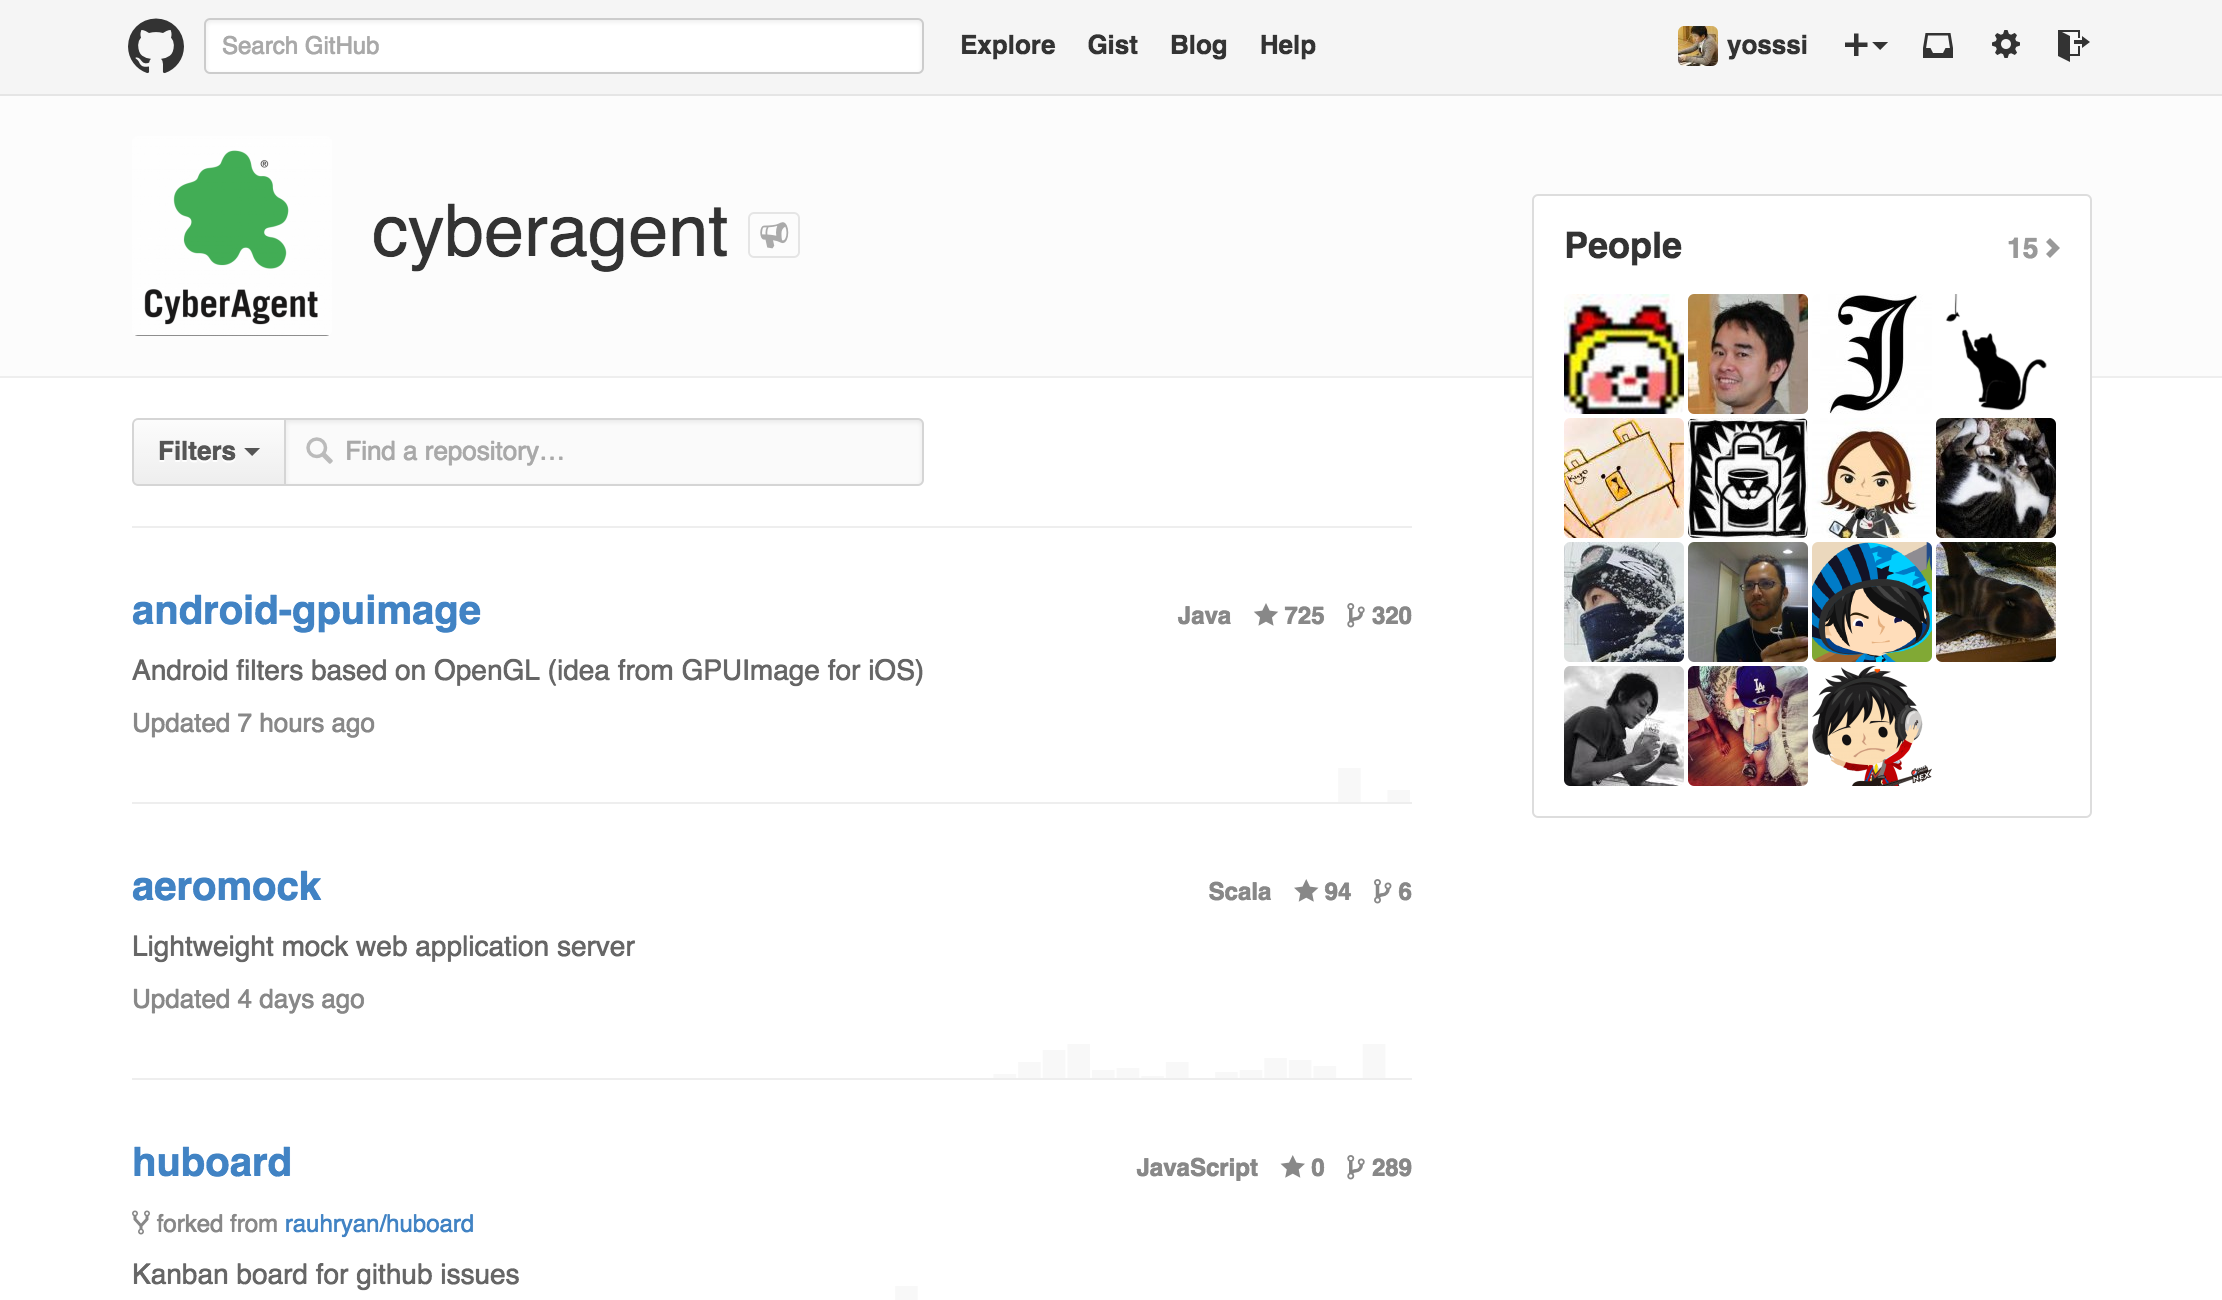 Search GitHub
Explore Gist Blog Help
yosssi
®
CyberAgent
cyberagent
People
15
Filters
Find a repository…
android-gpuimage
Java 725 320
Android filters based on OpenGL (idea from GPUImage for iOS)
Updated 7 hours ago
aeromock
Scala 94 6
Lightweight mock web application server
Updated 4 days ago
huboard
JavaScript 0 289
forked from rauhryan/huboard
Kanban board for github issues
J
LA
NEX